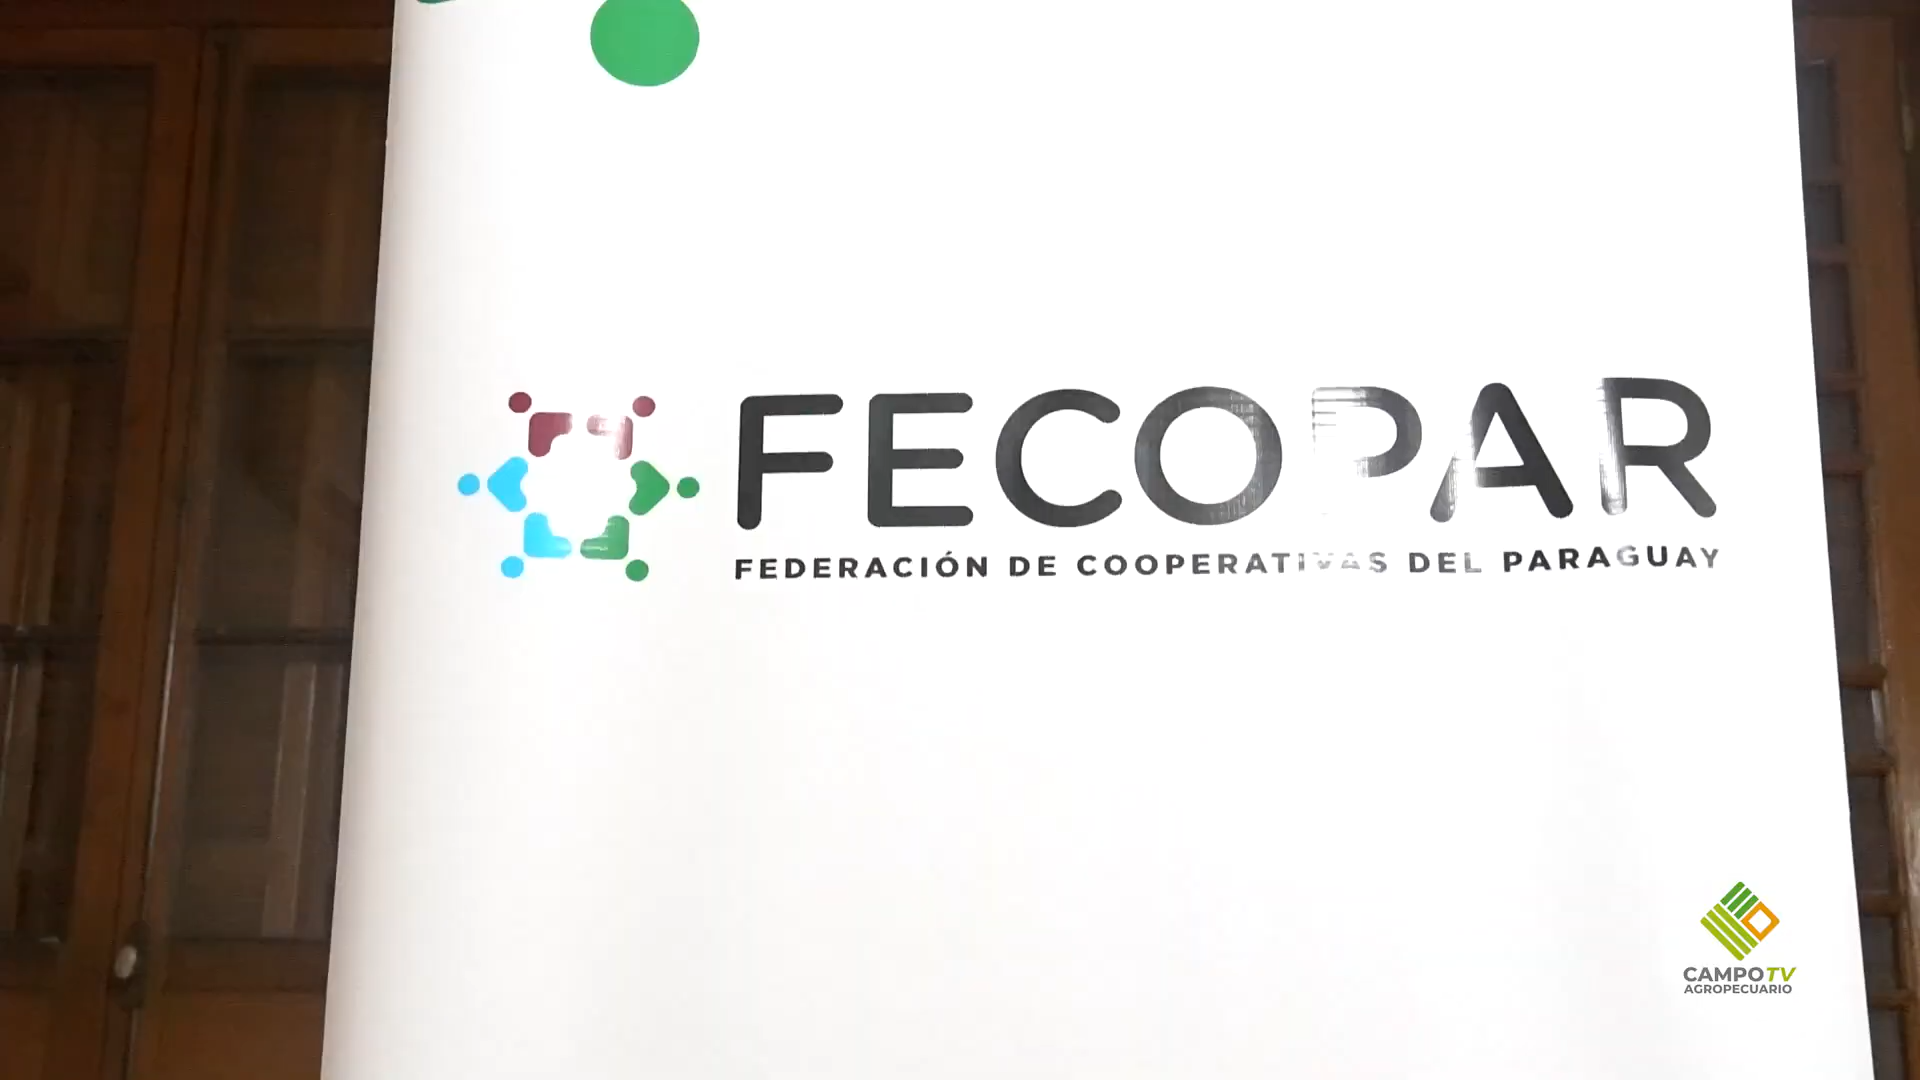 FECOPAR
FEDERACIÓN DE COOPERATIVAS DEL PARAGUAY
CAMPO TV
AGROPECUARIO